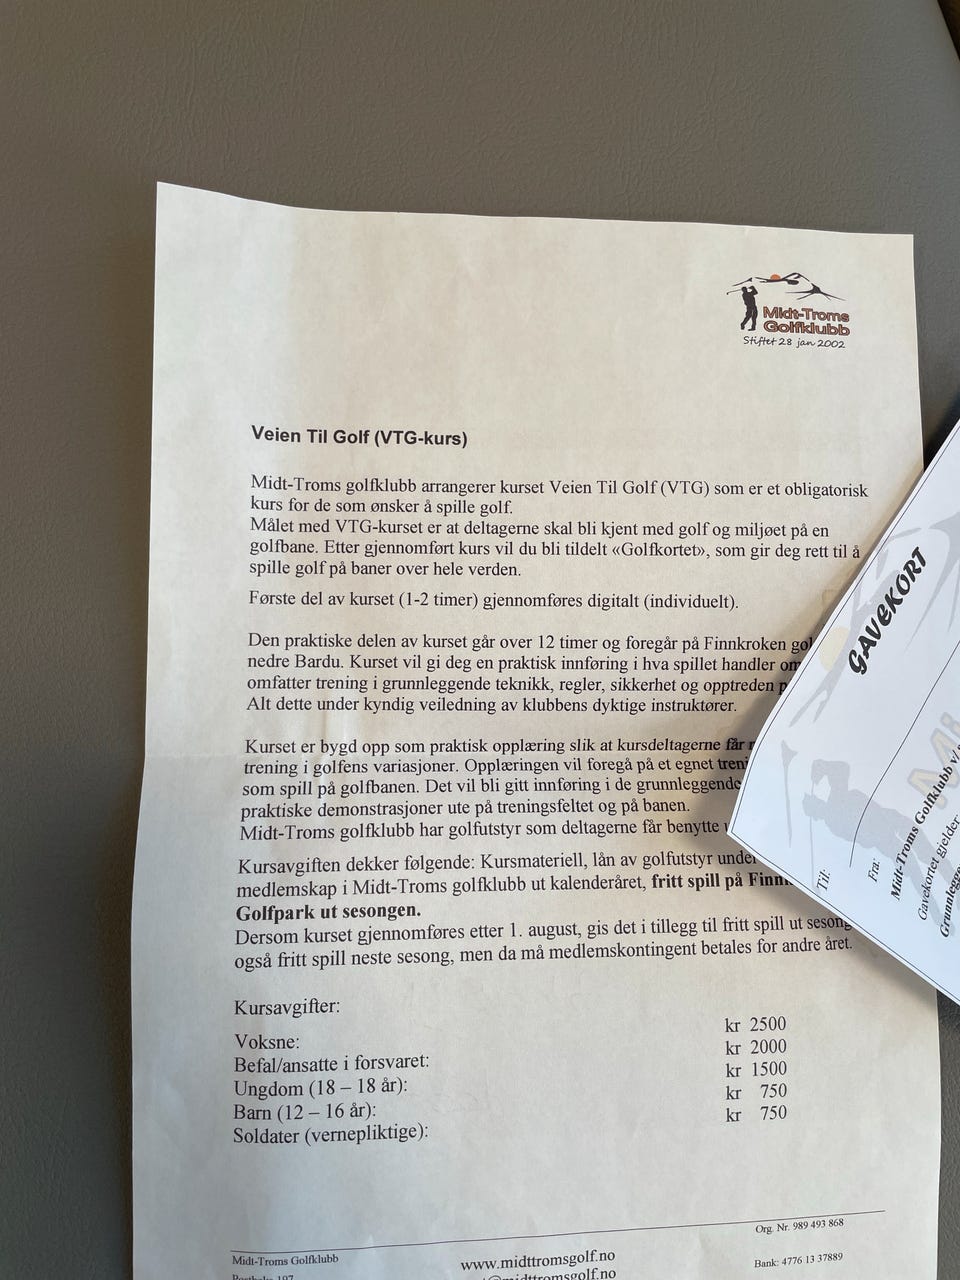 Midt-Troms
Golfklubb
Stiftet 28 jan 2002
Veien Til Golf (VTG-kurs)
Midt-Troms golfklubb arrangerer kurset Veien Til Golf (VTG) som er et obligatorisk
kurs for de som ønsker å spille golf.
Målet med VTG-kurset er at deltagerne skal bli kjent med golf og miljøet på en
golfbane. Etter gjennomført kurs vil du bli tildelt «Golfkortet», som gir deg rett til å
spille golf på baner over hele verden.
Første del av kurset (1-2 timer) gjennomføres digitalt (individuelt).
Den praktiske delen av kurset går over 12 timer og foregår på Finnkroken
nedre Bardu. Kurset vil gi deg en praktisk innføring i hva spillet handler
omfatter trening i grunnleggende teknikk, regler, sikkerhet og opptreden
Alt dette under kyndig veiledning av klubbens dyktige instruktører.
Kurset er bygd opp som praktisk opplæring slik at kursdeltagerne får
trening i golfens variasjoner. Opplæringen vil foregå på et egnet
som spill på golfbanen. Det vil bli gitt innføring i de grunnleggende
praktiske demonstrasjoner ute på treningsfeltet og på banen.
Midt-Troms golfklubb har golfutstyr som deltagerne får benytte
Kursavgiften dekker følgende: Kursmateriell, lån av golfutstyr
medlemskap i Midt-Troms golfklubb ut kalenderåret, fritt spill på
Golfpark ut sesongen.
Dersom kurset gjennomføres etter 1. august, gis det i tillegg til fritt spill ut
også fritt spill neste sesong, men da må medlemskontingent betales for andre året.
Kursavgifter:
Voksne: kr 2500
Befal/ansatte i forsvaret: kr 2000
Ungdom (18 – 18 år): kr 1500
Barn (12 – 16 år): kr 750
Soldater (vernepliktige): kr 750
Midt-Troms Golfklubb
www.midttromsgolf.no
Org. Nr. 989 493 868
Bank: 4776 13 37889
GAVEKORT
Til:
Fra:
Midt-Troms Golfklubb v/
Gavekortet gjelder